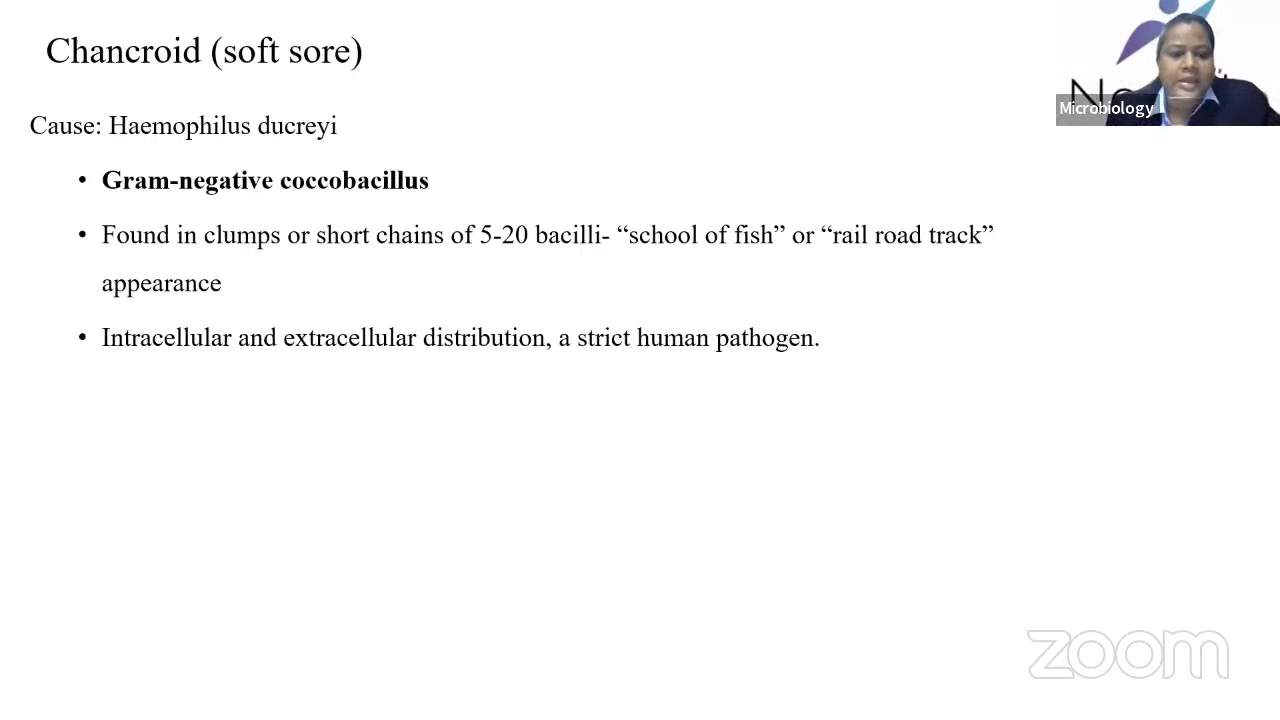 Chancroid (soft sore)
Microbiology
Cause: Haemophilus ducreyi
• Gram-negative coccobacillus
• Found in clumps or short chains of 5-20 bacilli- “school of fish” or “rail road track”
appearance
• Intracellular and extracellular distribution, a strict human pathogen.
zoom